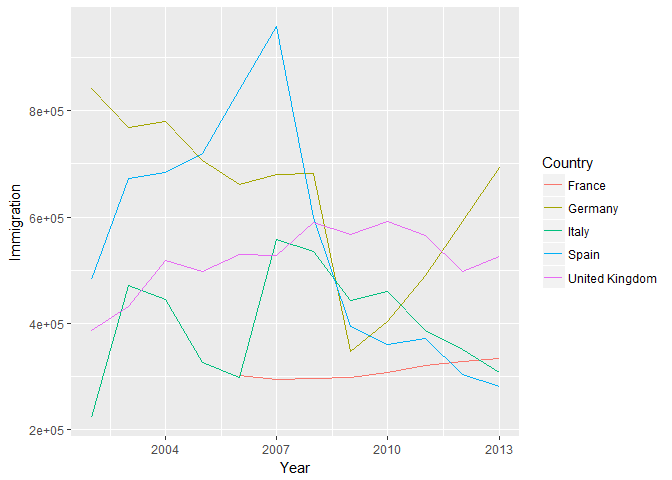 8e+05
6e+05
4e+05
2e+05
Immigration
2004
2007
2010
2013
Year
Country
France
Germany
Italy
Spain
United Kingdom